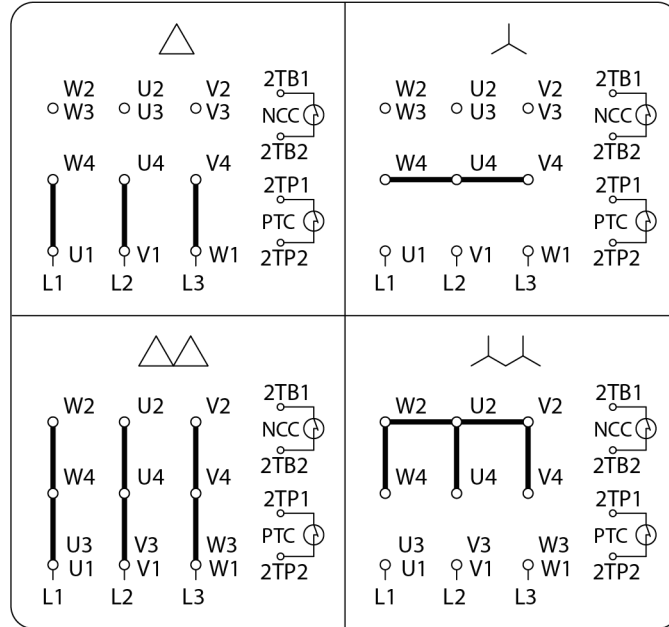 W2 U2 V2 2TB1
W3 U3 V3 NCC
2TB2
W4 U4 V4
2TP1
PTC
U1 V1 W1 2TP2
L1 L2 L3
W2 U2 V2 2TB1
W3 U3 V3 NCC
2TB2
W4 U4 V4
2TP1
PTC
U1 V1 W1 2TP2
L1 L2 L3
2TB1
W2 U2 V2
NCC
2TB2
W4 U4 V4
2TP1
U3 V3 W3 PTC
U1 V1 W1 2TP2
L1 L2 L3
2TB1
W2 U2 V2
NCC
2TB2
W4 U4 V4
2TP1
U3 V3 W3 PTC
U1 V1 W1 2TP2
L1 L2 L3